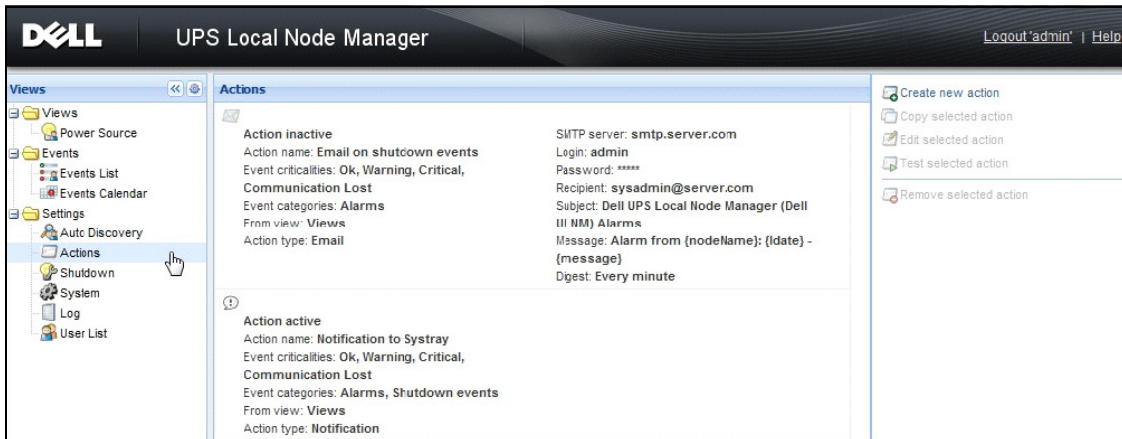 DELL
UPS Local Node Manager
Logout 'admin' | Help
Views
Views
Power Source
Events
Events List
Events Calendar
Settings
Auto Discovery
Actions
Shutdown
System
Log
User List
Actions
Action inactive
Action name: Email on shutdown events
Event criticalities: Ok, Warning, Critical,
Communication Lost
Event categories: Alarms
From view: Views
Action type: Email
SMTP server: smtp.server.com
Login: admin
Password: *****
Recipient: sysadmin@server.com
Subject: Dell UPS Local Node Manager (Dell
ULNM) Alarms
Message: Alarm from {nodeName}: {ldate} -
{message}
Digest: Every minute
Action active
Action name: Notification to Systray
Event criticalities: Ok, Warning, Critical,
Communication Lost
Event categories: Alarms, Shutdown events
From view: Views
Action type: Notification
Create new action
Copy selected action
Edit selected action
Test selected action
Remove selected action